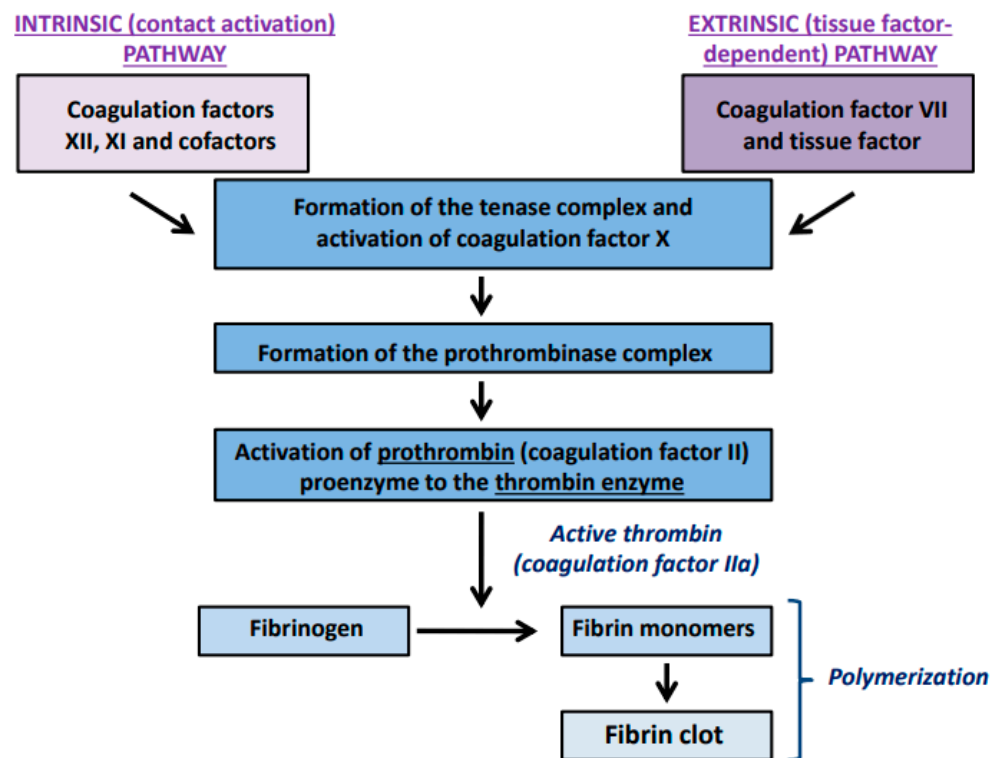 INTRINSIC (contact activation)
PATHWAY
EXTRINSIC (tissue factor-
dependent) PATHWAY
Coagulation factors
XII, XI and cofactors
Coagulation factor VII
and tissue factor
Formation of the tenase complex and
activation of coagulation factor X
Formation of the prothrombinase complex
Activation of prothrombin (coagulation factor II)
proenzyme to the thrombin enzyme
Active thrombin
(coagulation factor IIa)
Fibrinogen
Fibrin monomers
Polymerization
Fibrin clot